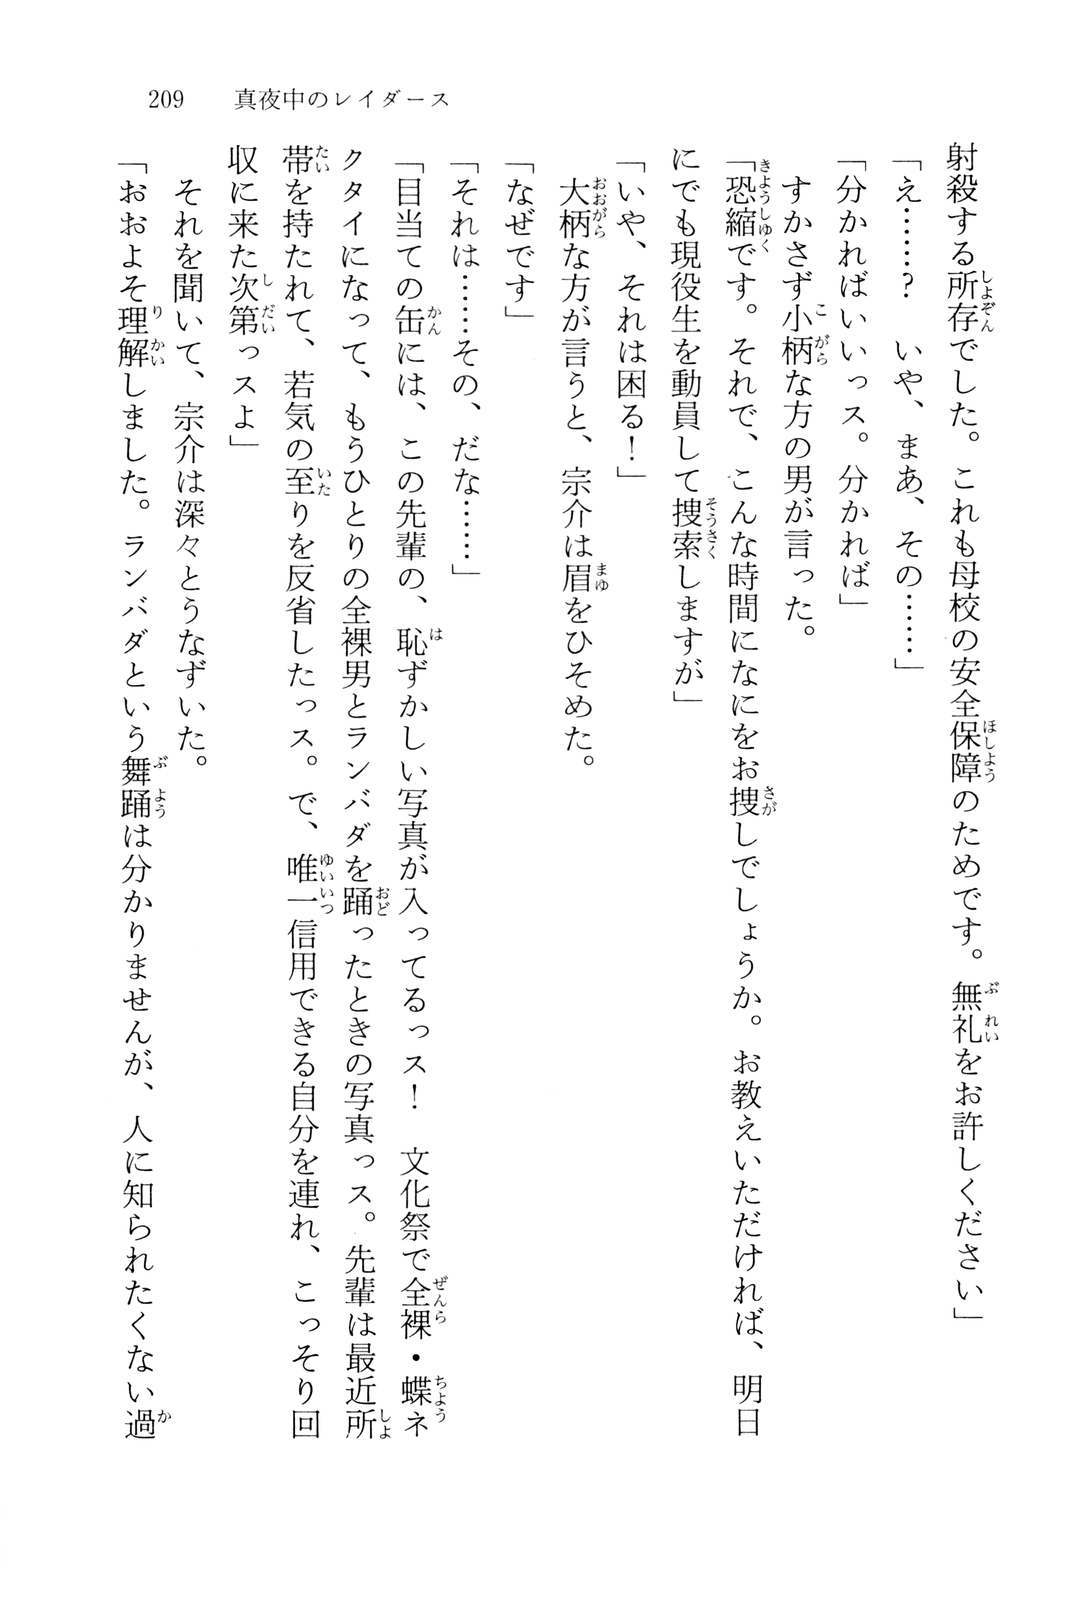 209　真夜中のレイダース
射殺する所存でした。これも母校の安全保障のためです。無礼をお許しください」
「え……？　いや、まあ、その……」
「分かればいいっス。分かれば」
　すかさず小柄な方の男が言った。
「恐縮です。それで、こんな時間になにをお捜しでしょうか。お教えいただければ、明日
にでも現役生を動員して捜索しますが」
「いや、それは困る！」
　大柄な方が言うと、宗介は眉をひそめた。
「なぜです」
「それは……その、だな……」
「目当ての缶には、この先輩の、恥ずかしい写真が入ってるっス！　文化祭で全裸・蝶ネ
クタイになって、もうひとりの全裸男とランバダを踊ったときの写真っス。先輩は最近所
帯を持たれて、若気の至りを反省したっス。で、唯一信用できる自分を連れ、こっそり回
収に来た次第っスよ」
　それを聞いて、宗介は深々とうなずいた。
「おおよそ理解しました。ランバダという舞踊は分かりませんが、人に知られたくない過